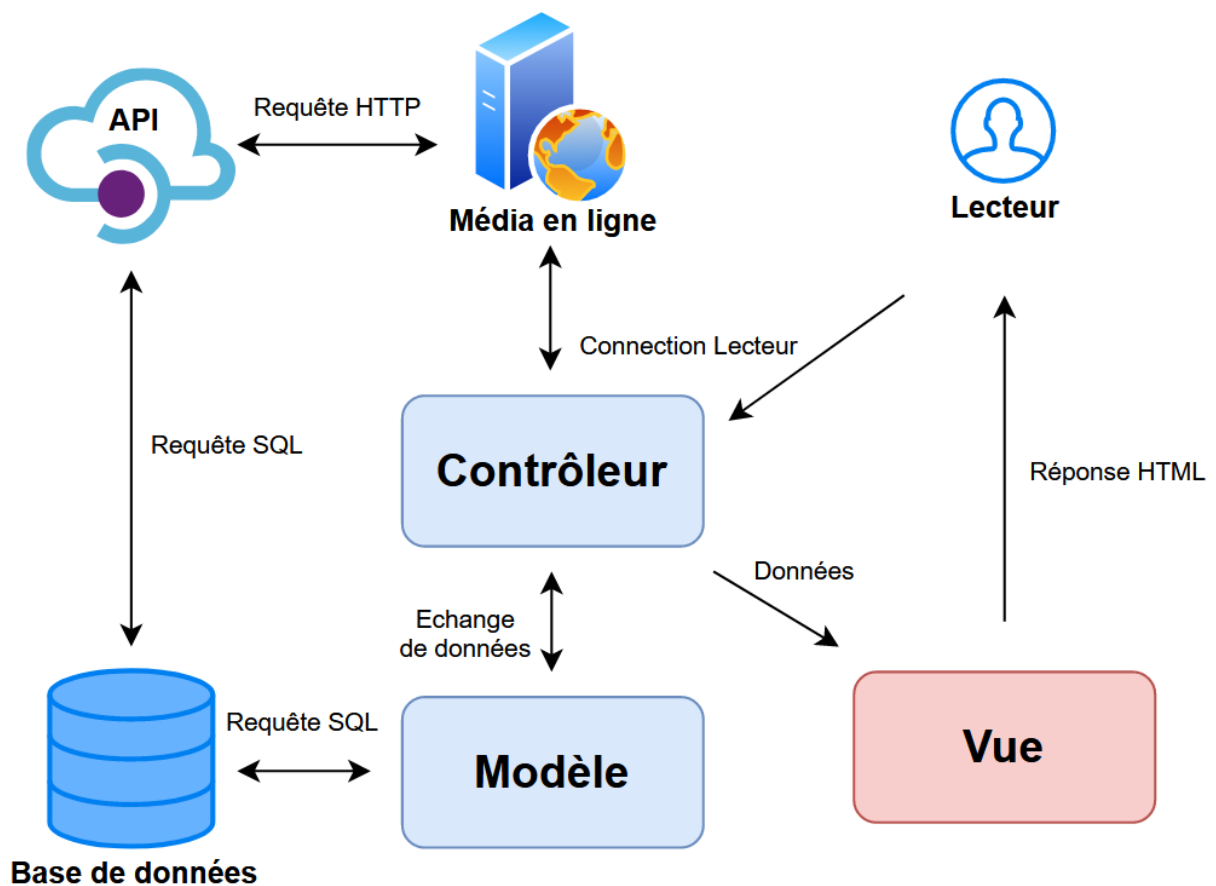 API
Requête HTTP
Média en ligne
Lecteur
Connection Lecteur
Requête SQL
Contrôleur
Réponse HTML
Données
Echange
de données
Requête SQL
Modèle
Vue
Base de données